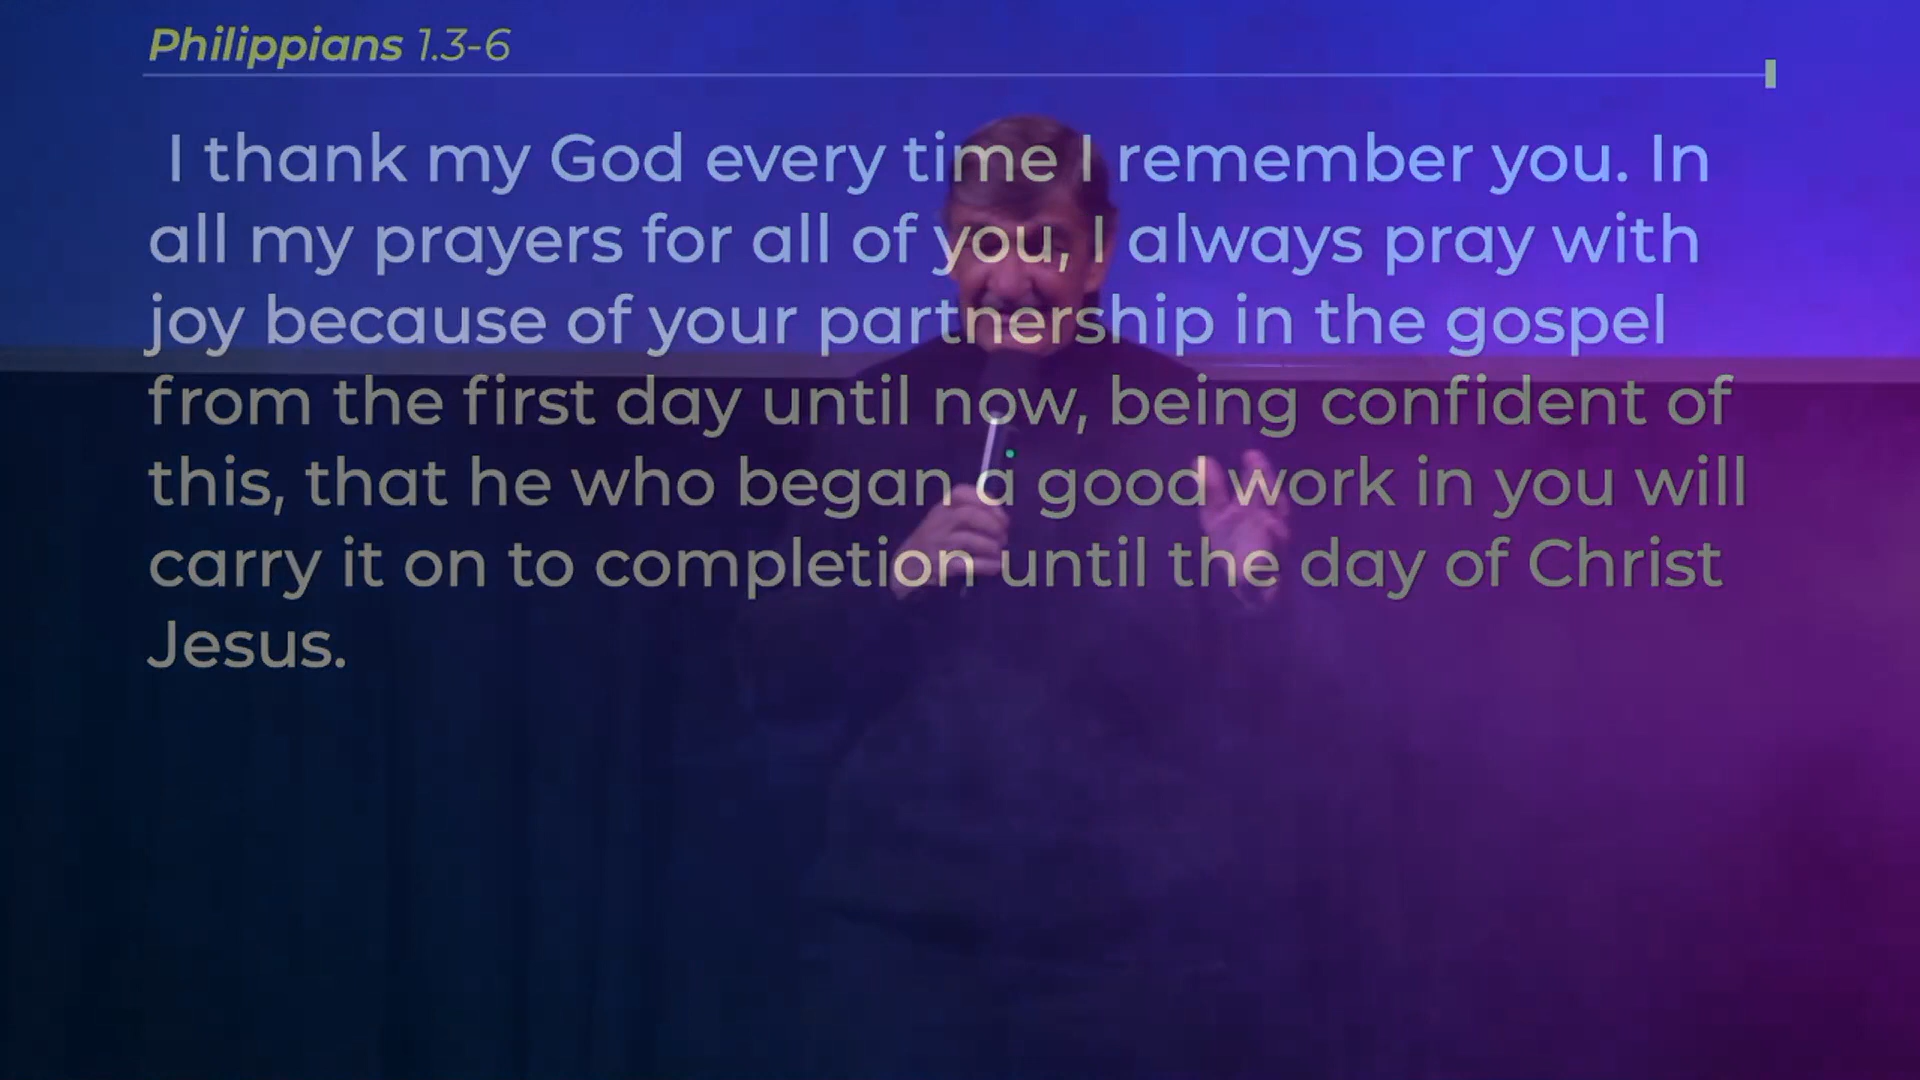 Philippians 1.3-6
I thank my God every time I remember you. In
all my prayers for all of you, I always pray with
joy because of your partnership in the gospel
from the first day until now, being confident of
this, that he who began a good work in you will
carry it on to completion until the day of Christ
Jesus.